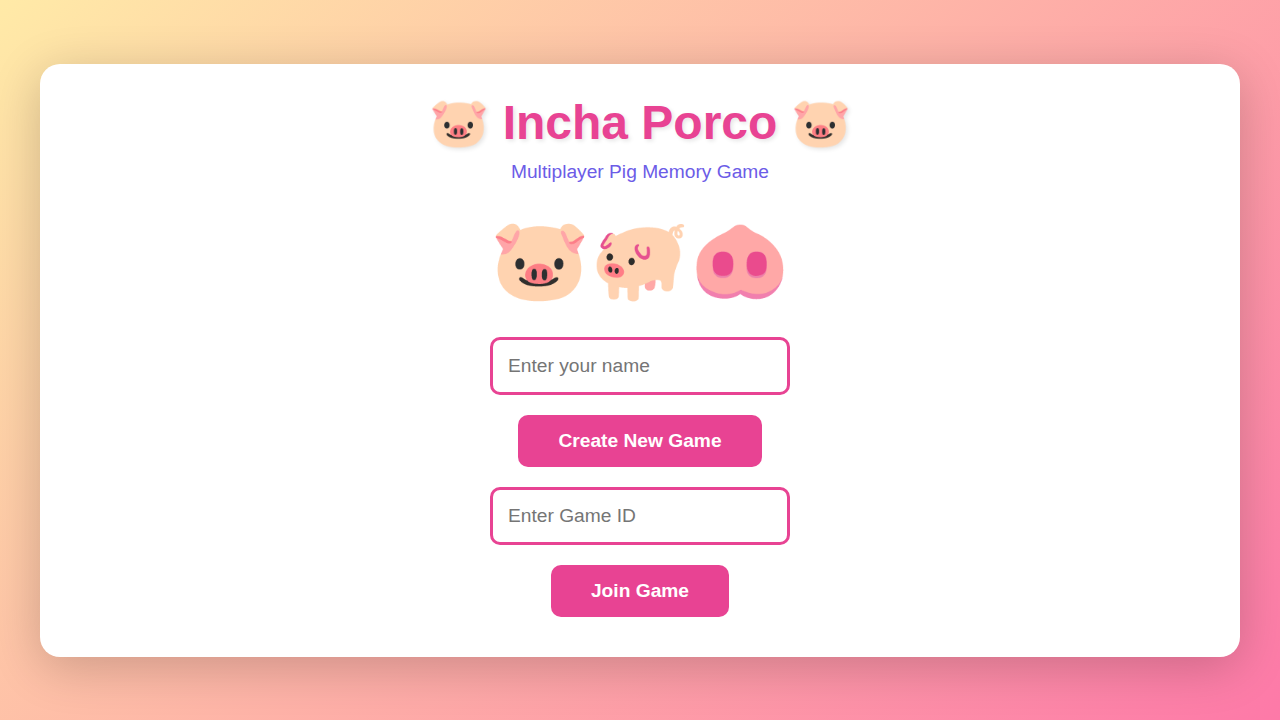 🐷 Incha Porco 🐷
Multiplayer Pig Memory Game
🐷🐖🐽
Enter your name
Create New Game
Enter Game ID
Join Game